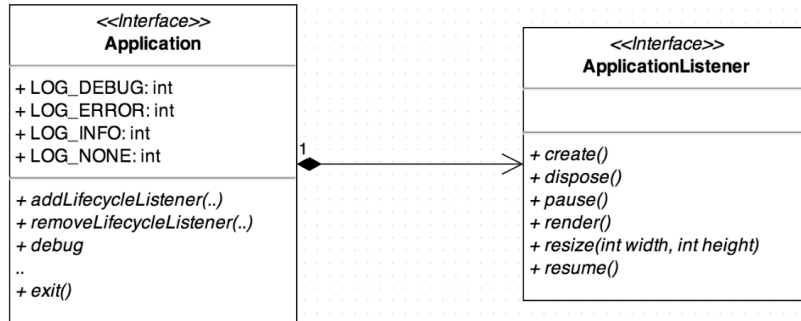 <<Interface>>
Application
+ LOG_DEBUG: int
+ LOG_ERROR: int
+ LOG_INFO: int
+ LOG_NONE: int
+ addLifecycleListener(..)
+ removeLifecycleListener(..)
+ debug
..
+ exit()
1
<<Interface>>
ApplicationListener
+ create()
+ dispose()
+ pause()
+ render()
+ resize(int width, int height)
+ resume()